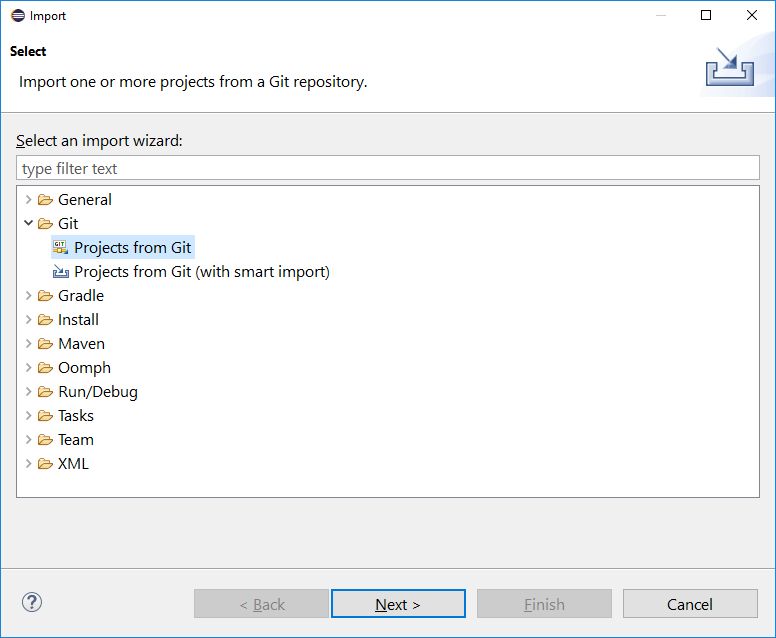 Import
Select
Import one or more projects from a Git repository.
Select an import wizard:
type filter text
General
Git
GIT
Projects from Git
Projects from Git (with smart import)
Gradle
Install
Maven
Oomph
Run/Debug
Tasks
Team
XML
?
< Back
Next >
Finish
Cancel